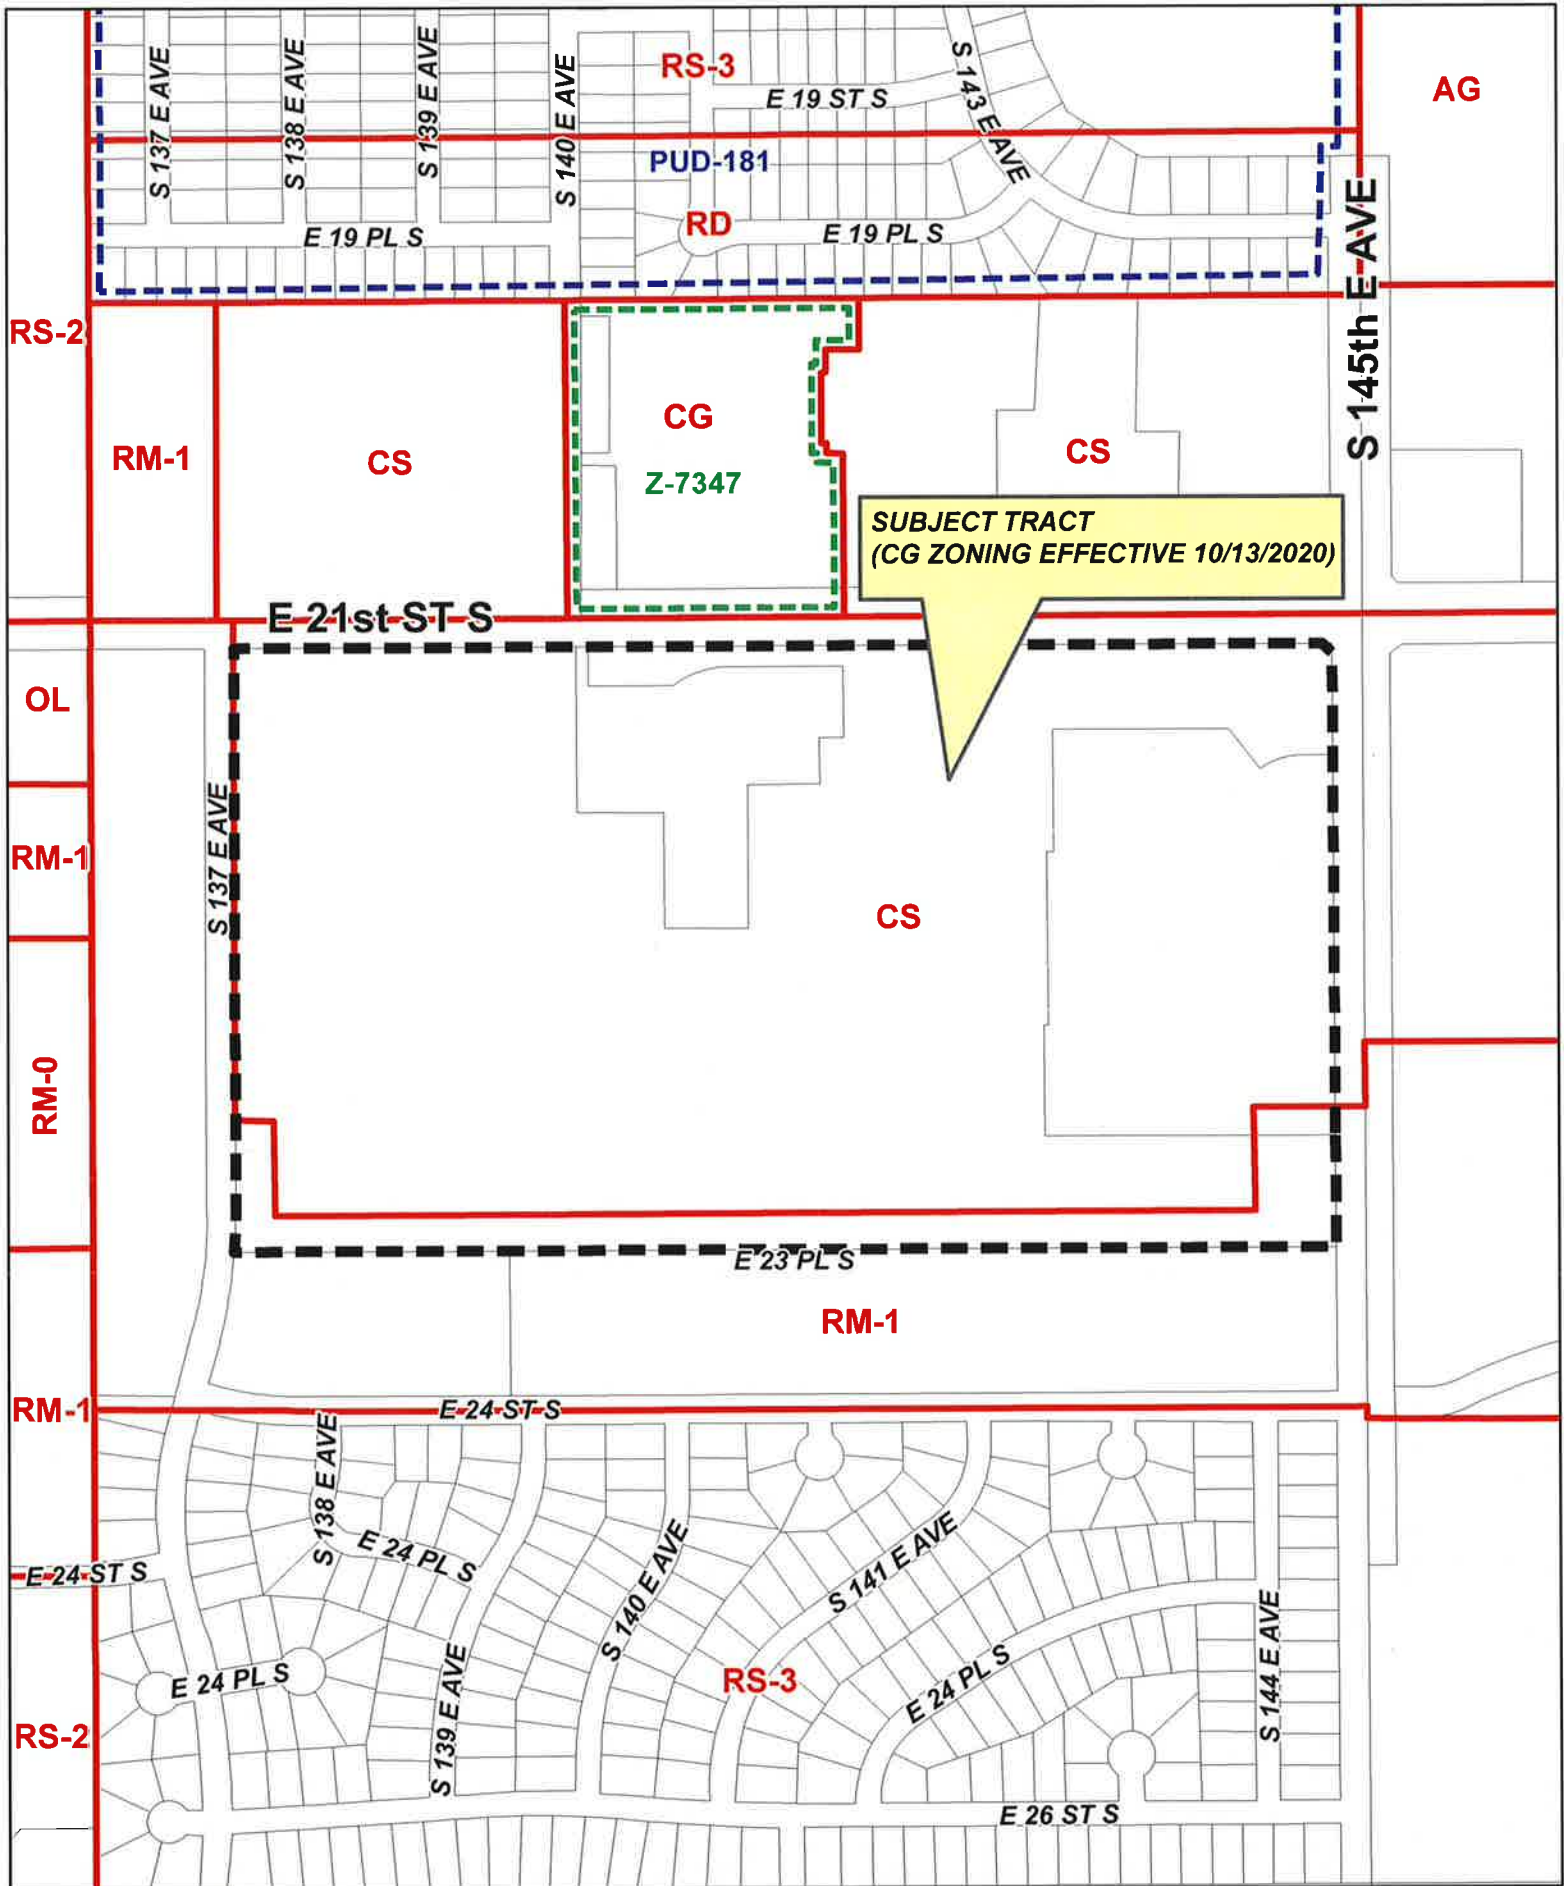 S 137 E AVE
S 138 E AVE
S 139 E AVE
S 140 E AVE
RS-3
E 19 ST S
S 143 E AVE
AG
PUD-181
RD
E 19 PL S
E 19 PL S
S 145th E AVE
RS-2
RM-1
CS
CG
Z-7347
CS
SUBJECT TRACT
(CG ZONING EFFECTIVE 10/13/2020)
E 21st ST S
OL
RM-1
S 137 E AVE
CS
RM-0
E 23 PL S
RM-1
RM-1
E 24 ST S
S 138 E AVE
E 24 PL S
E 24 ST S
S 140 E AVE
S 141 E AVE
E 24 PL S
S 139 E AVE
RS-3
E 24 PL S
S 144 E AVE
RS-2
E 26 ST S